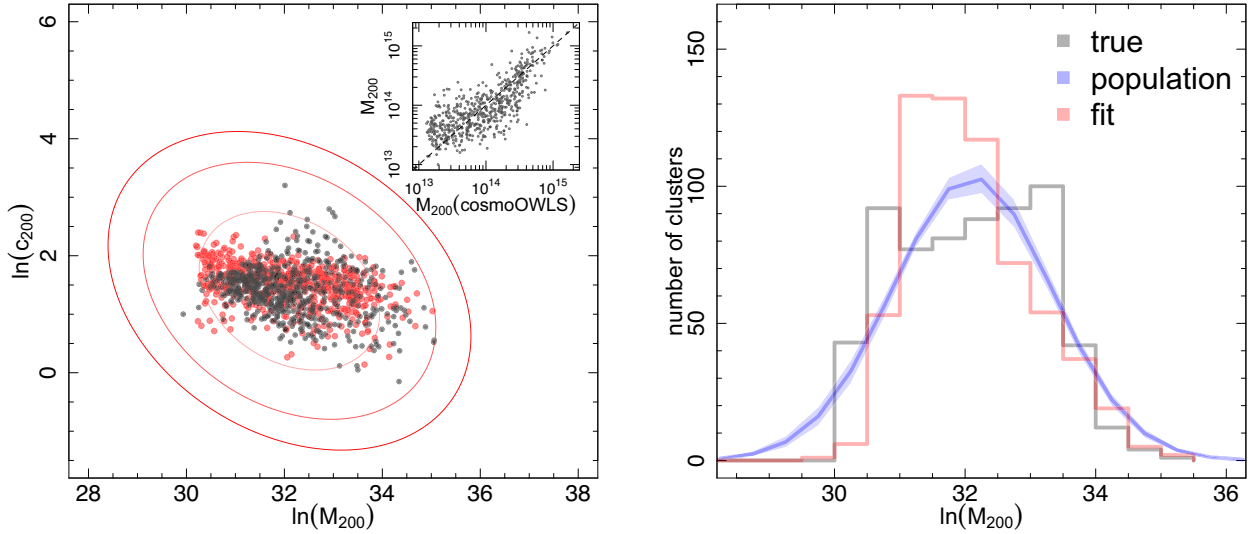 6
4
2
0
ln(c200)
28 30 32 34 36 38
ln(M200)
10^15
10^14
10^13
M200
10^13 10^14 10^15
M200(cosmoOWLS)
150
100
50
0
number of clusters
true
population
fit
30 32 34 36
ln(M200)